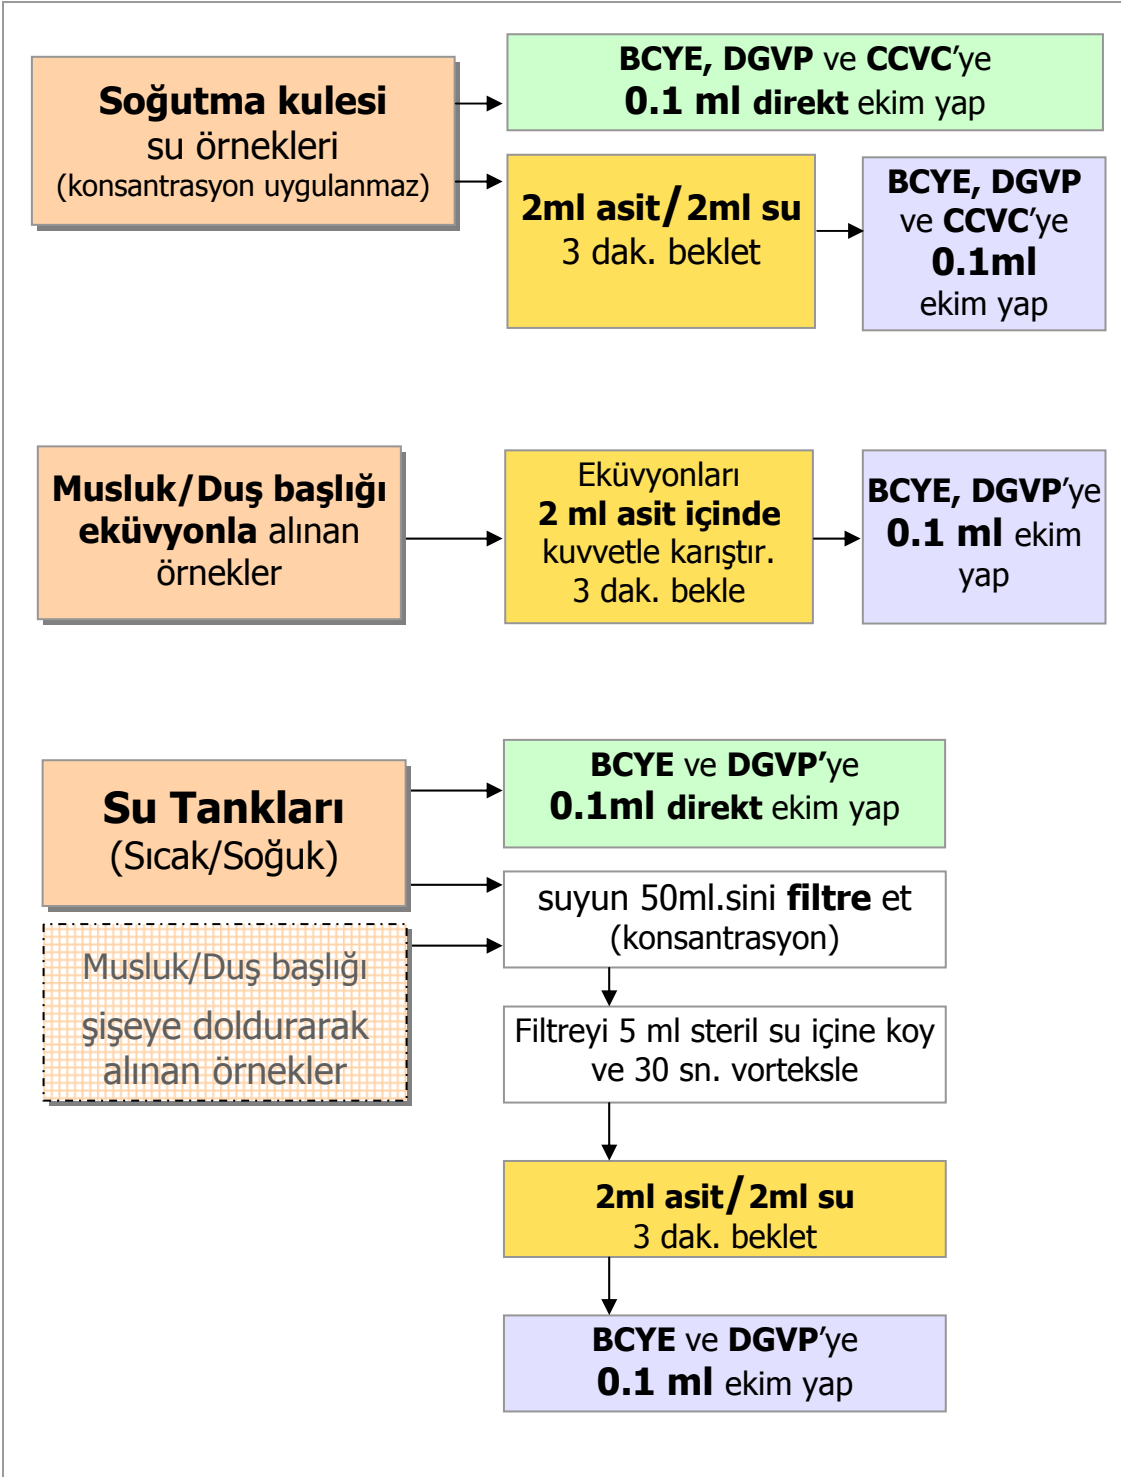 Soğutma kulesi
su örnekleri
(konsantrasyon uygulanmaz)
BCYE, DGVP ve CCVC’ye
0.1 ml direkt ekim yap
2ml asit/2ml su
3 dak. beklet
BCYE, DGVP
ve CCVC’ye
0.1ml
ekim yap
Musluk/Duş başlığı
eküvyonla alınan
örnekler
Eküvyonları
2 ml asit içinde
kuvvetle karıştır.
3 dak. bekle
BCYE, DGVP’ye
0.1 ml ekim
yap
Su Tankları
(Sıcak/Soğuk)
BCYE ve DGVP’ye
0.1ml direkt ekim yap
suyun 50ml.sini filtre et
(konsantrasyon)
Musluk/Duş başlığı
şişeye doldurarak
alınan örnekler
Filtreyi 5 ml steril su içine koy
ve 30 sn. vorteksle
2ml asit/2ml su
3 dak. beklet
BCYE ve DGVP’ye
0.1 ml ekim yap